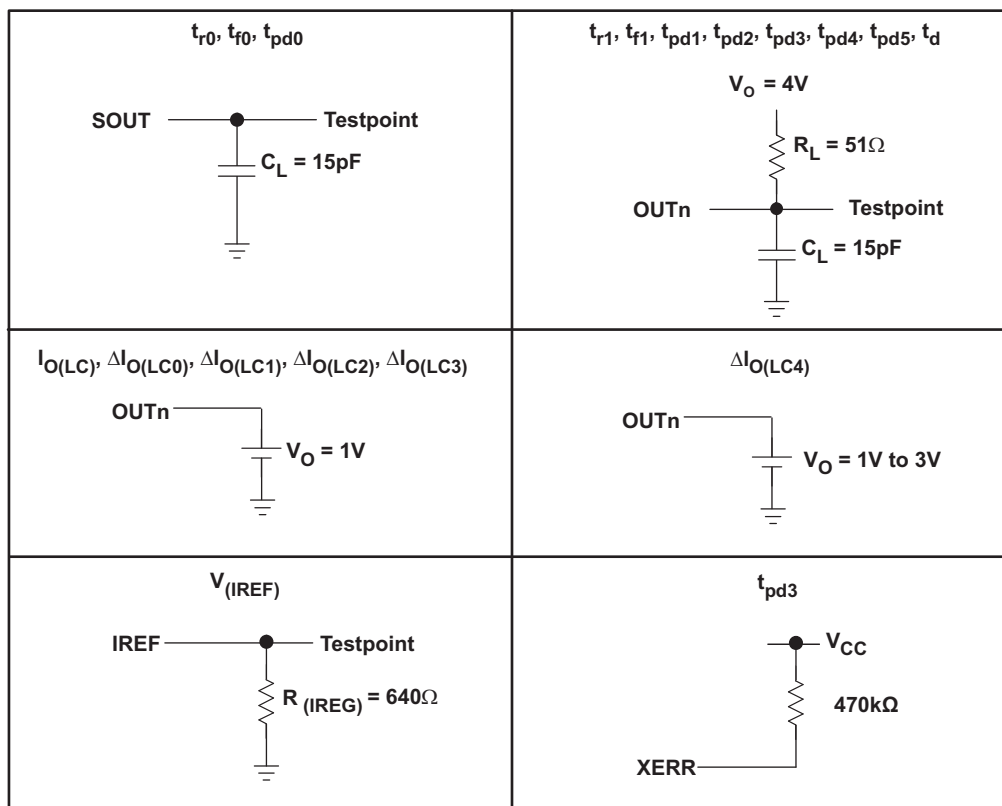 tr0, tf0, tpd0
SOUT
Testpoint
CL = 15pF
tr1, tf1, tpd1, tpd2, tpd3, tpd4, tpd5, td
VO = 4V
RL = 51Ω
OUTn
Testpoint
CL = 15pF
IO(LC), ΔIO(LC0), ΔIO(LC1), ΔIO(LC2), ΔIO(LC3)
OUTn
VO = 1V
ΔIO(LC4)
OUTn
VO = 1V to 3V
V(IREF)
IREF
Testpoint
R (IREG) = 640Ω
tpd3
VCC
470kΩ
XERR